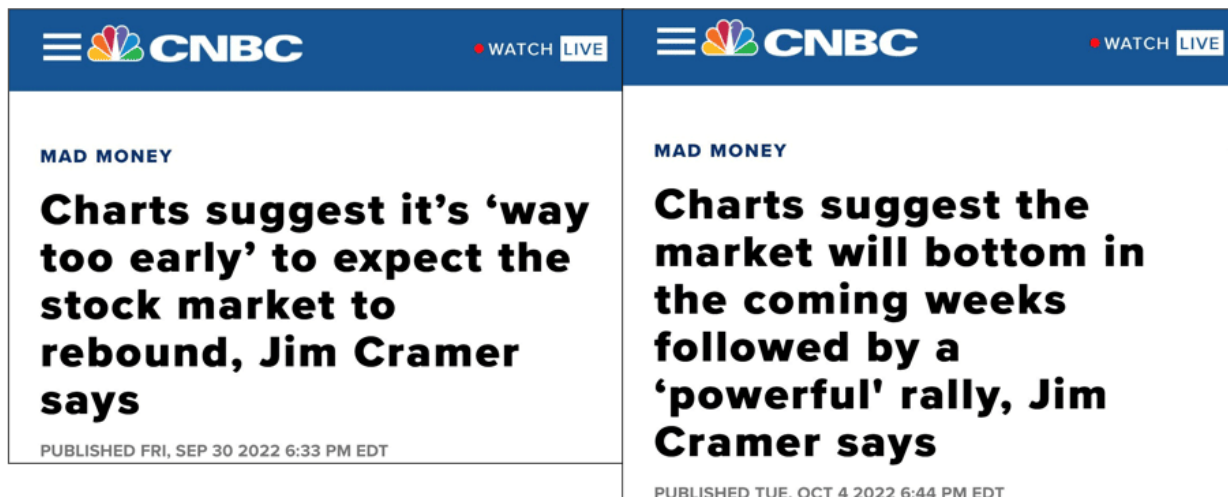 CNBC
WATCH LIVE
MAD MONEY
Charts suggest it’s ‘way
too early’ to expect the
stock market to
rebound, Jim Cramer
says
PUBLISHED FRI, SEP 30 2022 6:33 PM EDT
CNBC
WATCH LIVE
MAD MONEY
Charts suggest the
market will bottom in
the coming weeks
followed by a
‘powerful' rally, Jim
Cramer says
PUBLISHED TUE, OCT 4 2022 6:44 PM EDT